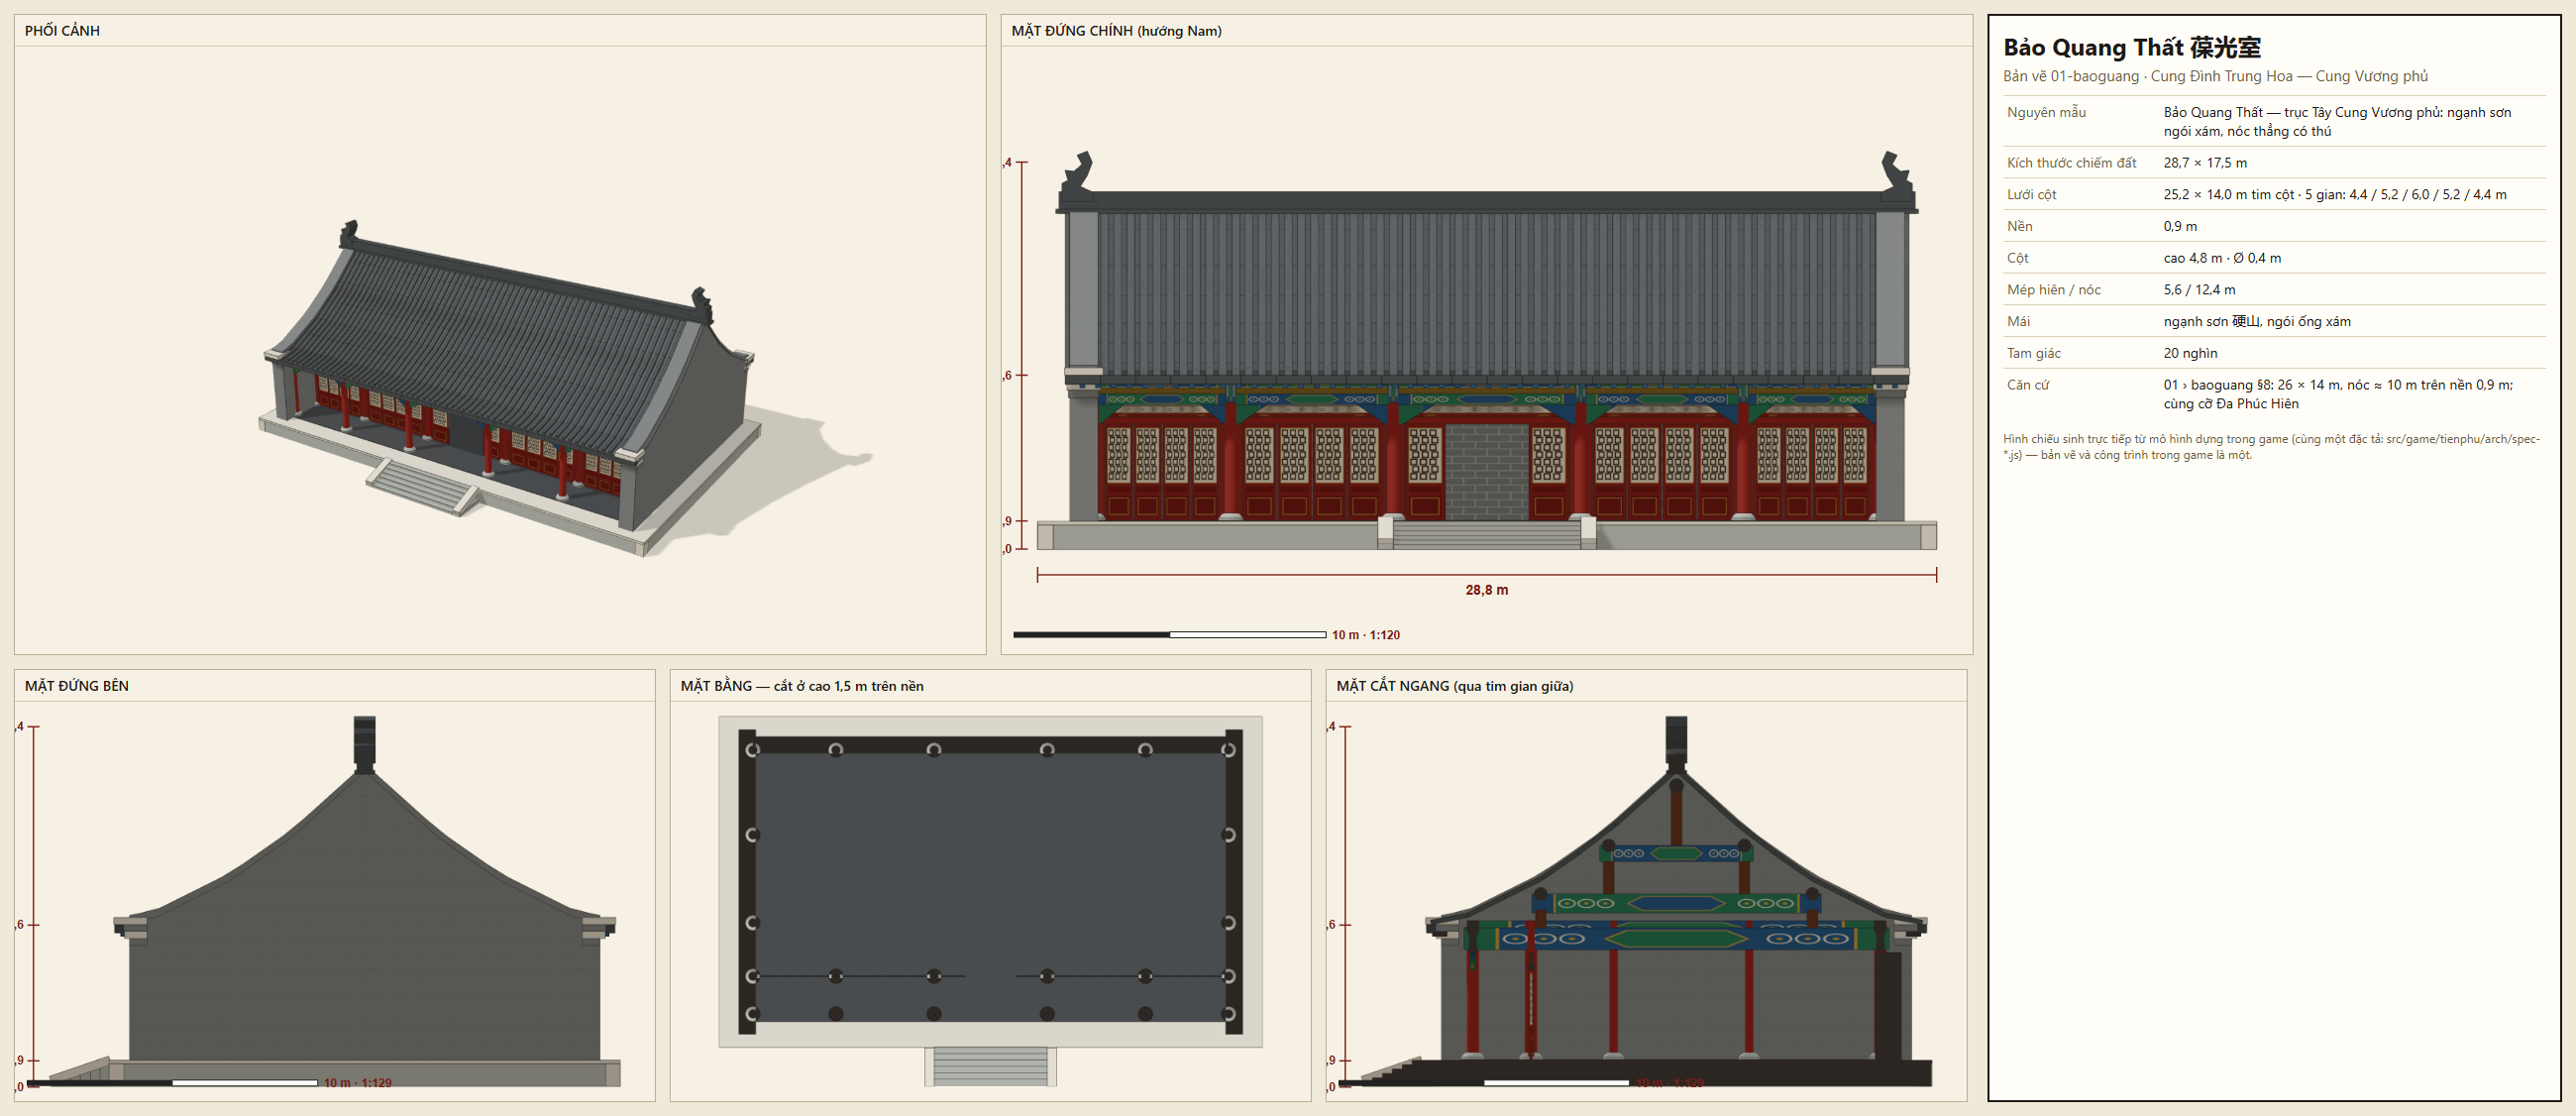 PHỐI CẢNH
MẶT ĐỨNG CHÍNH (hướng Nam)
,4
,6
,9
,0
28,8 m
10 m · 1:120
MẶT ĐỨNG BÊN
,4
,6
,9
,0
10 m · 1:129
MẶT BẰNG — cắt ở cao 1,5 m trên nền
MẶT CẮT NGANG (qua tim gian giữa)
,4
,6
,9
,0
10 m · 1:129
Bảo Quang Thất 葆光室
Bản vẽ 01-baoguang · Cung Đình Trung Hoa — Cung Vương phủ
Nguyên mẫu
Bảo Quang Thất — trục Tây Cung Vương phủ: ngạnh sơn
ngói xám, nóc thẳng có thú
Kích thước chiếm đất
28,7 × 17,5 m
Lưới cột
25,2 × 14,0 m tim cột · 5 gian: 4,4 / 5,2 / 6,0 / 5,2 / 4,4 m
Nền
0,9 m
Cột
cao 4,8 m · Ø 0,4 m
Mép hiên / nóc
5,6 / 12,4 m
Mái
ngạnh sơn 硬山, ngói ống xám
Tam giác
20 nghìn
Căn cứ
01 › baoguang §8: 26 × 14 m, nóc ≈ 10 m trên nền 0,9 m;
cùng cỡ Đa Phúc Hiên
Hình chiếu sinh trực tiếp từ mô hình dựng trong game (cùng một đặc tả: src/game/tienphu/arch/spec-
*.js) — bản vẽ và công trình trong game là một.